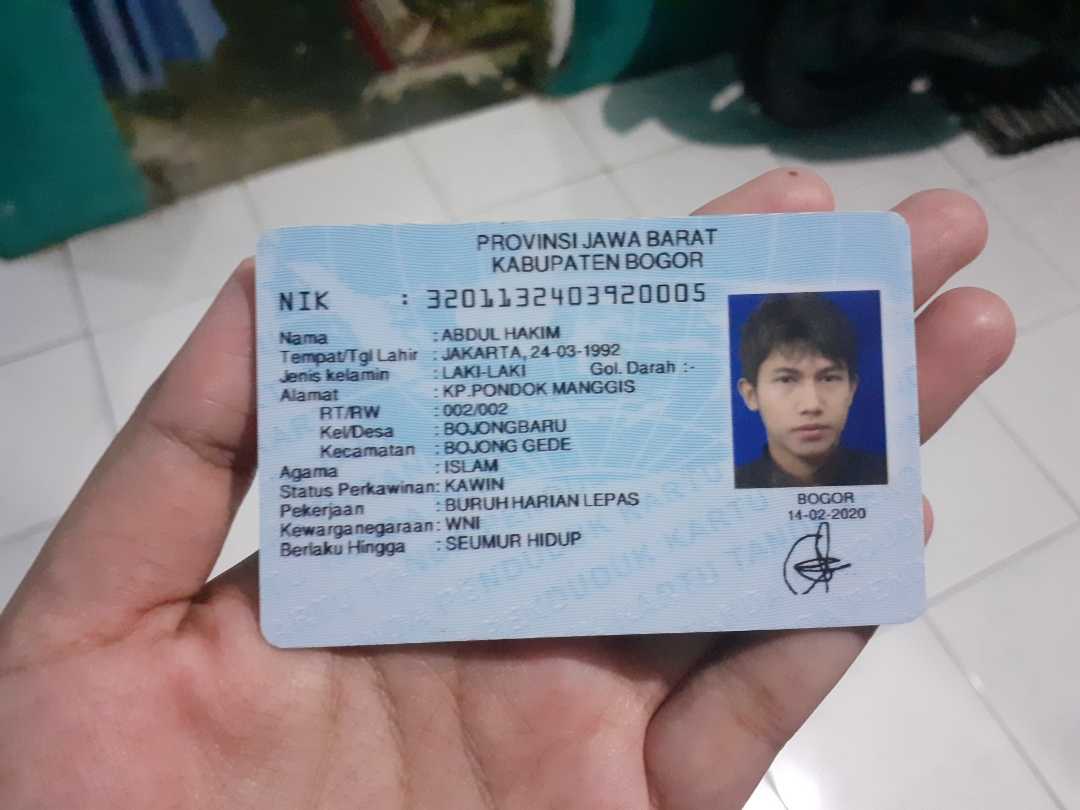 PROVINSI JAWA BARAT
KABUPATEN BOGOR
NIK : 3201132403920005
Nama : ABDUL HAKIM
Tempat/Tgl Lahir : JAKARTA, 24-03-1992
Jenis kelamin : LAKI-LAKI Gol. Darah :-
Alamat : KP.PONDOK MANGGIS
RT/RW : 002/002
Kel/Desa : BOJONGBARU
Kecamatan : BOJONG GEDE
Agama : ISLAM
Status Perkawinan: KAWIN
Pekerjaan : BURUH HARIAN LEPAS
Kewarganegaraan: WNI
Berlaku Hingga : SEUMUR HIDUP
BOGOR
14-02-2020